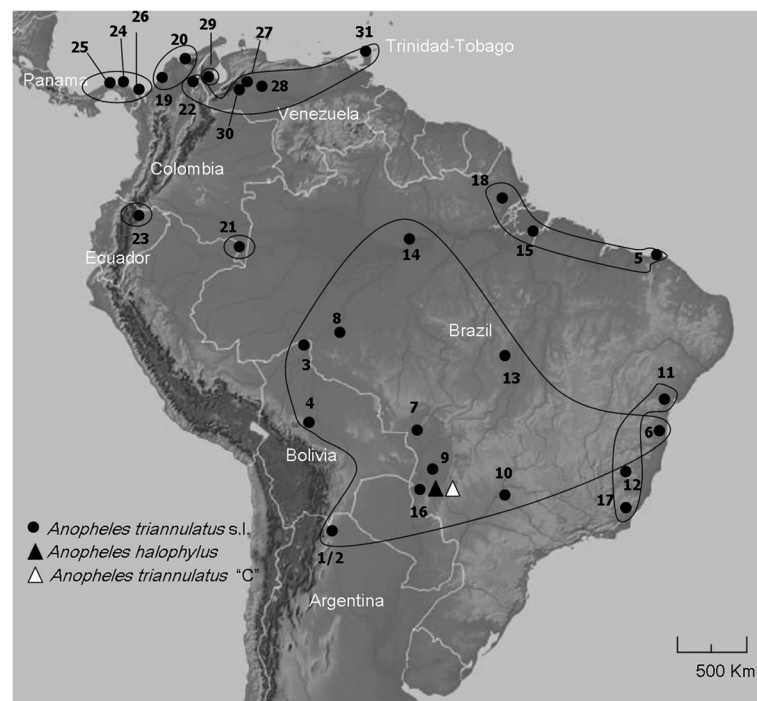 31
26
29
20
27
24
25
Trinidad-Tobago
Panama
28
19
22
30
Venezuela
Colombia
18
23
21
15
5
14
Ecuador
8
Brazil
3
13
11
4
7
6
Bolivia
9
10
12
16
17
Anopheles triannulatus s.l.
1/2
Anopheles halophylus
Anopheles triannulatus "C"
Argentina
500 Km